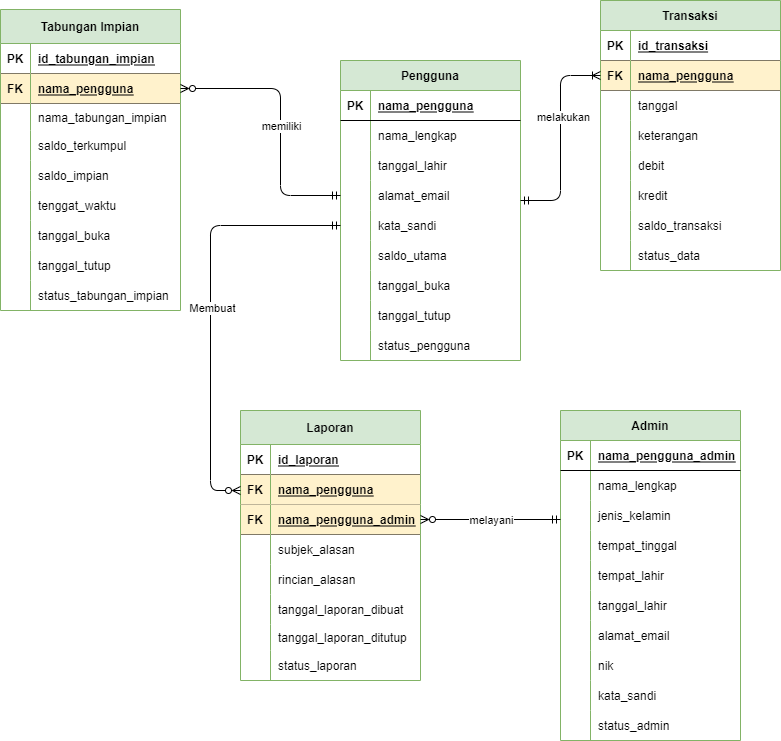 Tabungan Impian
PK id_tabungan_impian
FK nama_pengguna
nama_tabungan_impian
saldo_terkumpul
saldo_impian
tenggat_waktu
tanggal_buka
tanggal_tutup
status_tabungan_impian
memiliki
Pengguna
PK nama_pengguna
nama_lengkap
tanggal_lahir
alamat_email
kata_sandi
saldo_utama
tanggal_buka
tanggal_tutup
status_pengguna
melakukan
Transaksi
PK id_transaksi
FK nama_pengguna
tanggal
keterangan
debit
kredit
saldo_transaksi
status_data
Membuat
Laporan
PK id_laporan
FK nama_pengguna
FK nama_pengguna_admin
subjek_alasan
rincian_alasan
tanggal_laporan_dibuat
tanggal_laporan_ditutup
status_laporan
melayani
Admin
PK nama_pengguna_admin
nama_lengkap
jenis_kelamin
tempat_tinggal
tempat_lahir
tanggal_lahir
alamat_email
nik
kata_sandi
status_admin